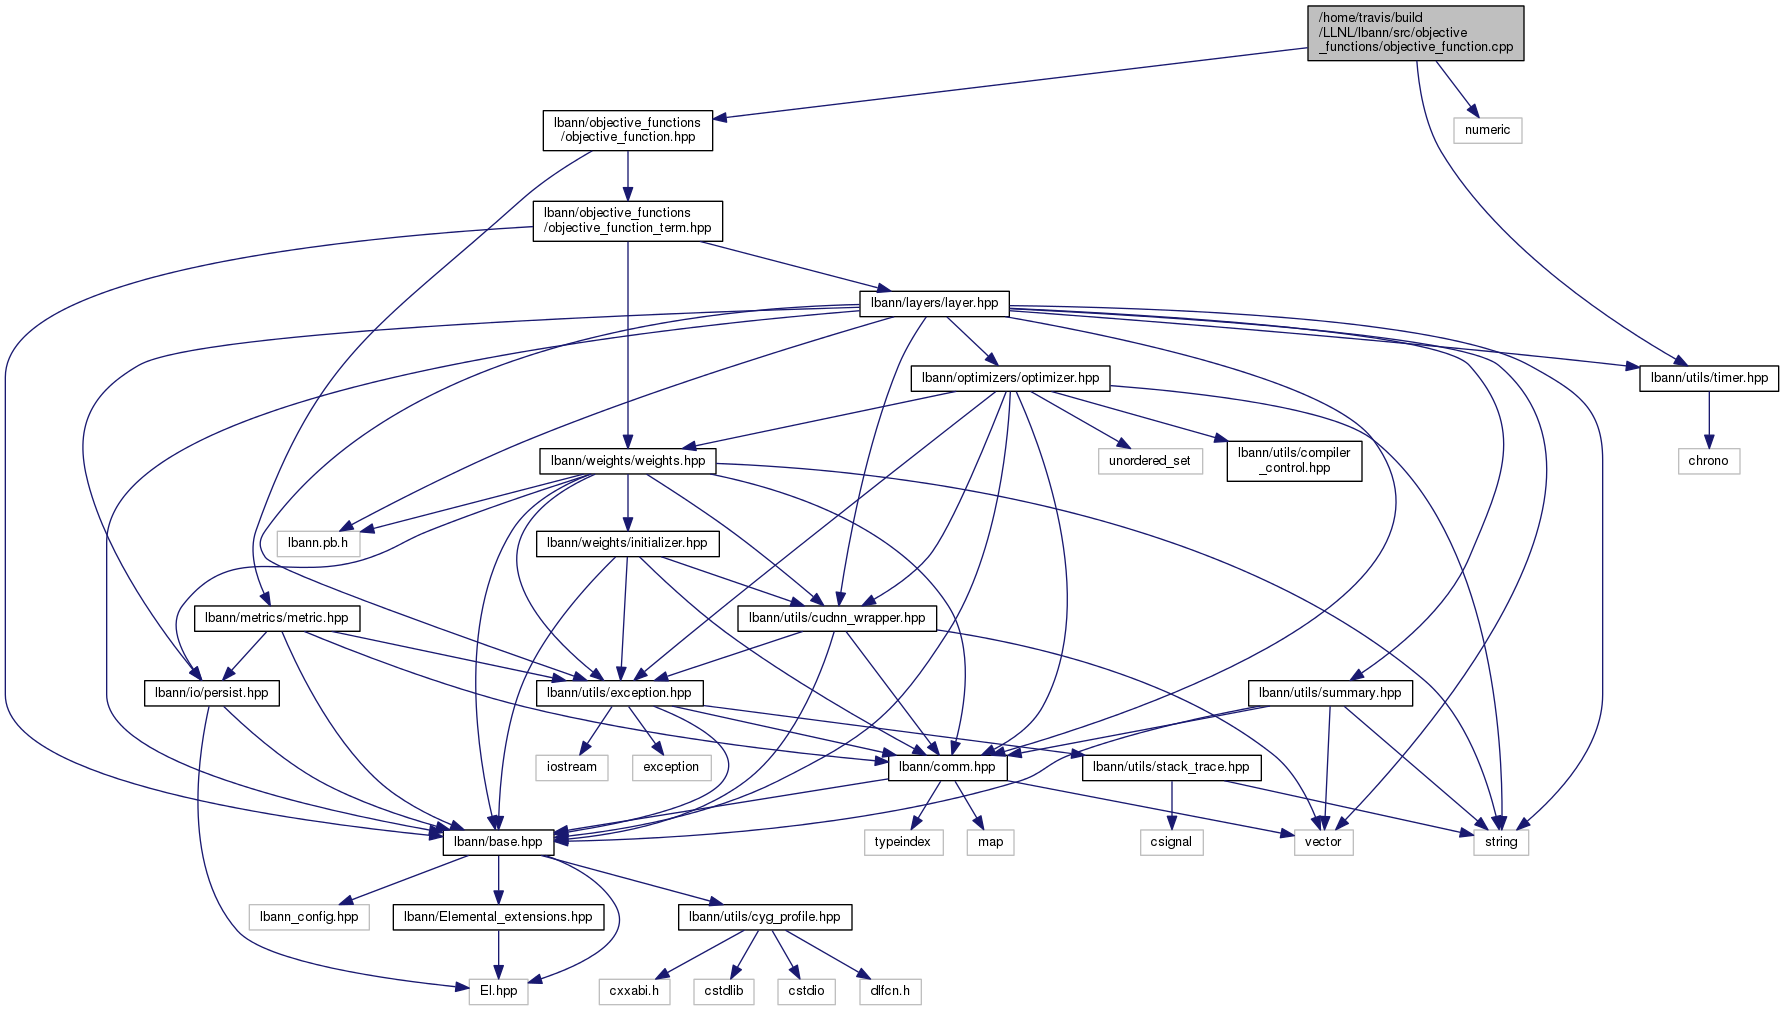 /home/travis/build
/LLNL/lbann/src/objective
_functions/objective_function.cpp
lbann/objective_functions
/objective_function.hpp
numeric
lbann/objective_functions
/objective_function_term.hpp
lbann/layers/layer.hpp
lbann/optimizers/optimizer.hpp
lbann/utils/timer.hpp
lbann/weights/weights.hpp
unordered_set
lbann/utils/compiler
_control.hpp
chrono
lbann.pb.h
lbann/weights/initializer.hpp
lbann/metrics/metric.hpp
lbann/utils/cudnn_wrapper.hpp
lbann/io/persist.hpp
lbann/utils/exception.hpp
lbann/utils/summary.hpp
iostream
exception
lbann/comm.hpp
lbann/utils/stack_trace.hpp
lbann/base.hpp
typeindex
map
csignal
vector
string
lbann_config.hpp
lbann/Elemental_extensions.hpp
lbann/utils/cyg_profile.hpp
El.hpp
cxxabi.h
cstdlib
cstdio
dlfcn.h